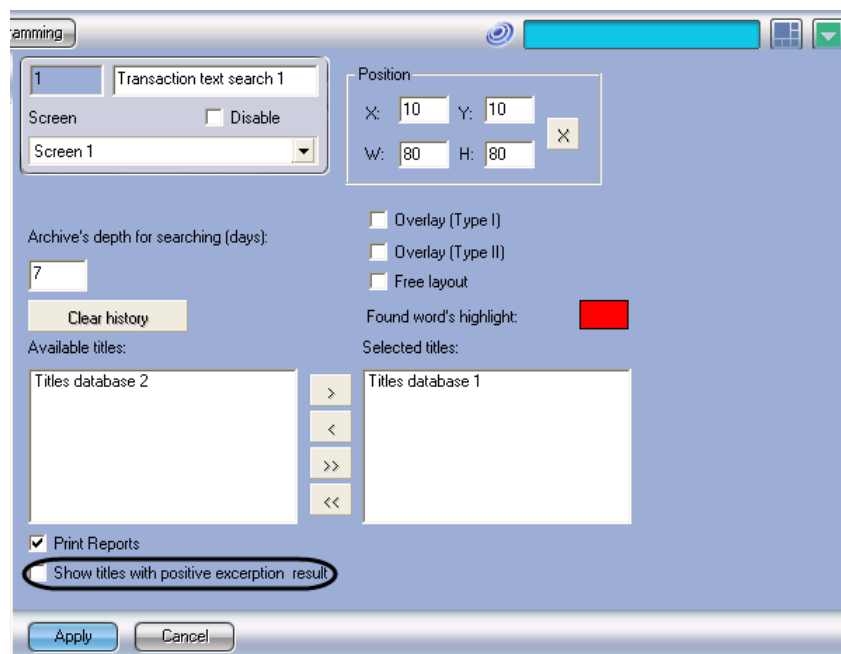 amming
1 Transaction text search 1
Screen Disable
Screen 1
Position
X: 10 Y: 10
X
W: 80 H: 80
Overlay (Type I)
Overlay (Type II)
Free layout
Archive's depth for searching (days):
7
Clear history
Found word's highlight:
Available titles:
Selected titles:
Titles database 2
Titles database 1
>
<
>>
<<
Print Reports
Show titles with positive excerption result
Apply Cancel